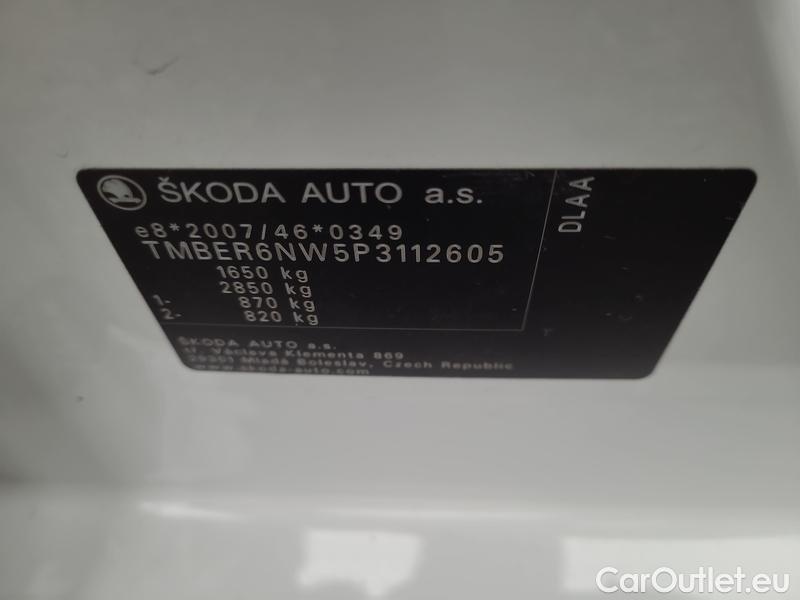 ŠKODA AUTO a.s.
e8*2007/46*0349
TMBER6NW5P3112605
1650 kg
2850 kg
1- 870 kg
2- 820 kg
ŠKODA AUTO a.s.
tř. Václava Klementa 869
29360 Mladá Boleslav, Czech Republic
www.skoda-auto.com
DLAA
T
CarOutlet.eu